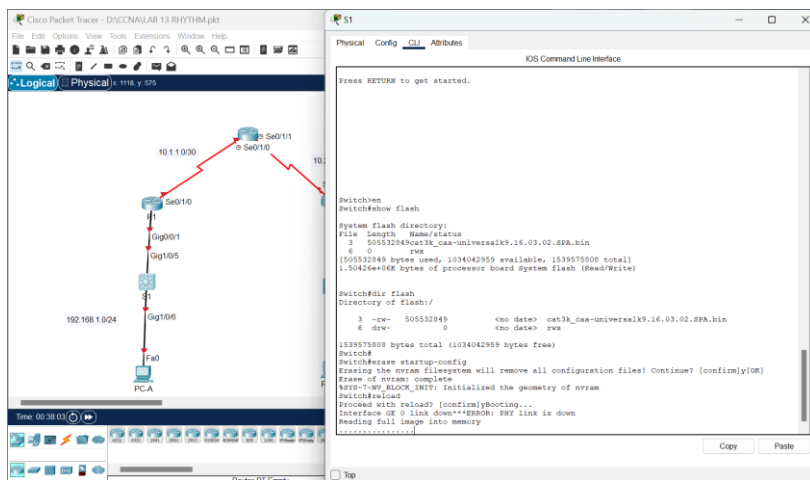 Cisco Packet Tracer - D:\CCNA\LAB 13 RHYTHM.pkt
File Edit Options View Tools Extensions Window Help
Logical Physical x: 1118, y: 575
Se0/1/1
Se0/1/0
10.1.1.0/30
10.
Se0/1/0
R1
Gig0/0/1
Gig1/0/5
S1
Gig1/0/6
192.168.1.0/24
Fa0
PC-A
Time: 00:38:03
S1
Physical Config CLI Attributes
IOS Command Line Interface
Press RETURN to get started.
Switch>en
Switch#show flash
System flash directory:
File Length Name/status
3 505532849cat3k_caa-universalk9.16.03.02.SPA.bin
6 0 rwx
[505532849 bytes used, 1034042959 available, 1539575808 total]
1.50426e+06K bytes of processor board System flash (Read/Write)
Switch#dir flash
Directory of flash:/
3 -rw- 505532849 <no date> cat3k_caa-universalk9.16.03.02.SPA.bin
6 drw- 0 <no date> rwx
1539575808 bytes total (1034042959 bytes free)
Switch#
Switch#erase startup-config
Erasing the nvram filesystem will remove all configuration files! Continue? [confirm]y[OK]
Erase of nvram: complete
%SYS-7-NV_BLOCK_INIT: Initialized the geometry of nvram
Switch#reload
Proceed with reload? [confirm]yBooting...
Interface GE 0 link down***ERROR: PHY link is down
Reading full image into memory
................
Copy Paste
Top